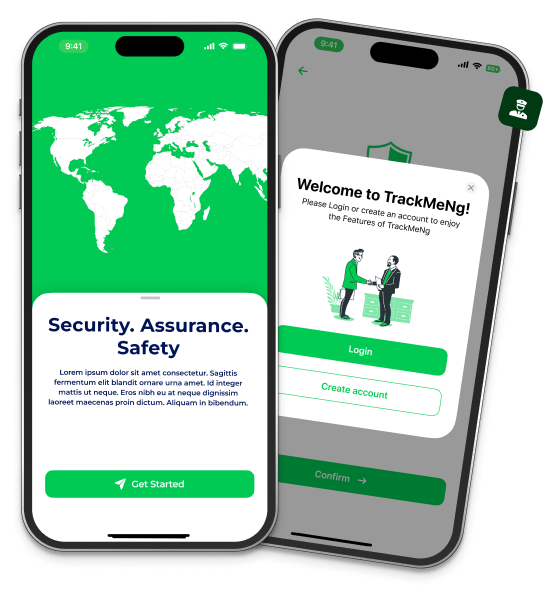 9:41
Security. Assurance.
Safety
Lorem ipsum dolor sit amet consectetur. Sagittis
fermentum elit blandit ornare urna amet. Id integer
mattis ut neque. Eros nibh eu at neque dignissim
laoreet maecenas proin dictum. Aliquam in bibendum.
Get Started
9:41
80+
Welcome to TrackMeNg!
Please Login or create an account to enjoy
the Features of TrackMeNg
Login
Create account
Confirm